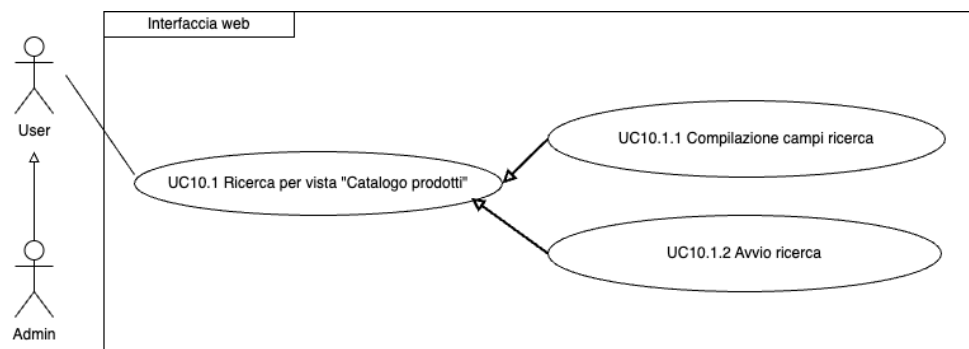 Interfaccia web
User
UC10.1.1 Compilazione campi ricerca
UC10.1 Ricerca per vista "Catalogo prodotti"
UC10.1.2 Avvio ricerca
Admin